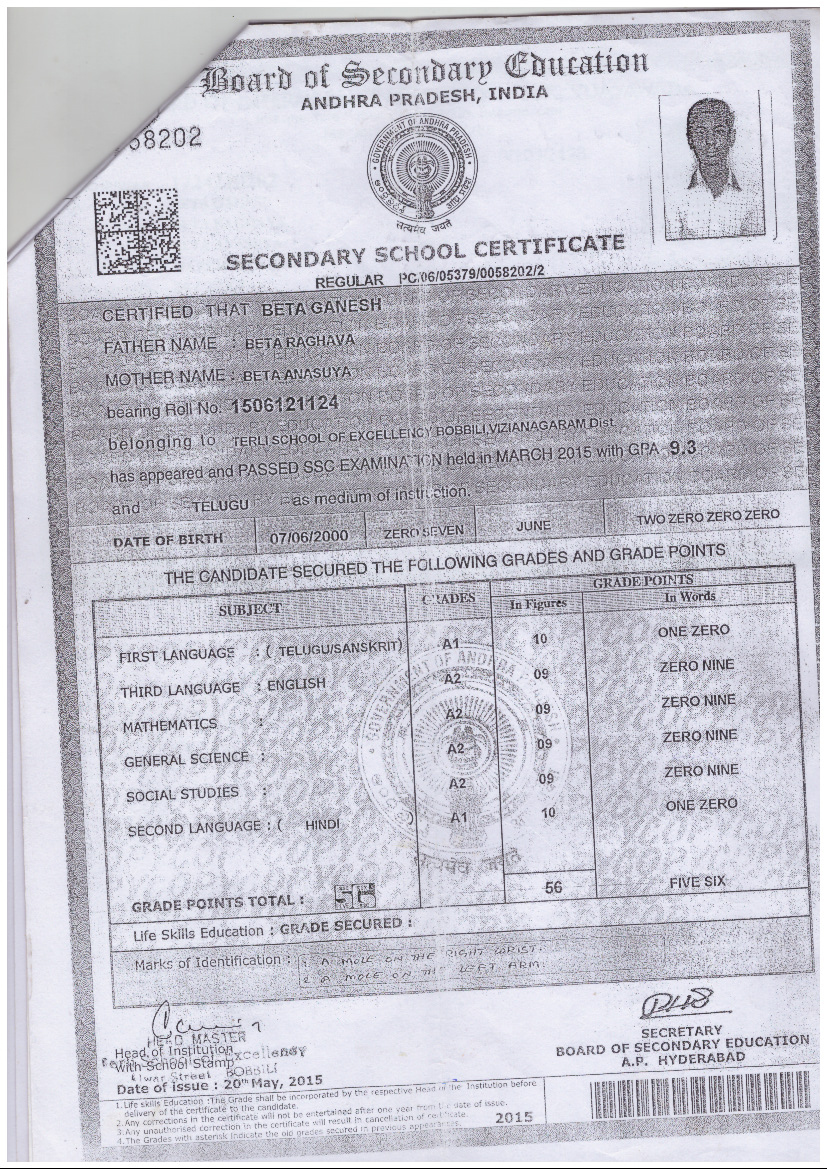 Board of Secondary Education
ANDHRA PRADESH, INDIA
58202
GOVERNMENT OF ANDHRA PRADESH
सत्यमेव जयते
SECONDARY SCHOOL CERTIFICATE
REGULAR PC/06/05379/0058202/2
CERTIFIED THAT BETA GANESH
FATHER NAME : BETA RAGHAVA
MOTHER NAME : BETA ANASUYA
bearing Roll No. 1506121124
belonging to TERLI SCHOOL OF EXCELLENCY BOBBILI,VIZIANAGARAM Dist.
has appeared and PASSED SSC EXAMINATION held in MARCH 2015 with GPA 9.3
and TELUGU as medium of instruction.
DATE OF BIRTH 07/06/2000 ZERO SEVEN JUNE TWO ZERO ZERO ZERO
THE CANDIDATE SECURED THE FOLLOWING GRADES AND GRADE POINTS
SUBJECT GRADES GRADE POINTS
In Figures In Words
FIRST LANGUAGE : ( TELUGU/SANSKRIT) A1 10 ONE ZERO
THIRD LANGUAGE : ENGLISH A2 09 ZERO NINE
MATHEMATICS : A2 09 ZERO NINE
GENERAL SCIENCE : A2 09 ZERO NINE
SOCIAL STUDIES : A2 09 ZERO NINE
SECOND LANGUAGE : ( HINDI ) A1 10 ONE ZERO
सत्यमेव जयते
GRADE POINTS TOTAL : 56 56 FIVE SIX
Life Skills Education : GRADE SECURED :
Marks of Identification : 1 A MOLE ON THE RIGHT WRIST.
2 A MOLE ON THE LEFT ARM.
HEAD MASTER
Head of Institution
With School Stamp
Excellency
Street BOBBILI
SECRETARY
BOARD OF SECONDARY EDUCATION
A.P. HYDERABAD
Date of issue : 20th May, 2015
1. Life skills Education :The Grade shall be incorporated by the respective Head of the Institution before
delivery of the certificate to the candidate.
2.Any corrections in the certificate will not be entertained after one year from the date of issue.
3.Any unauthorised correction in the certificate will result in cancellation of certificate.
4.The Grades with asterisk indicate the old grades secured in previous appearances.
2015